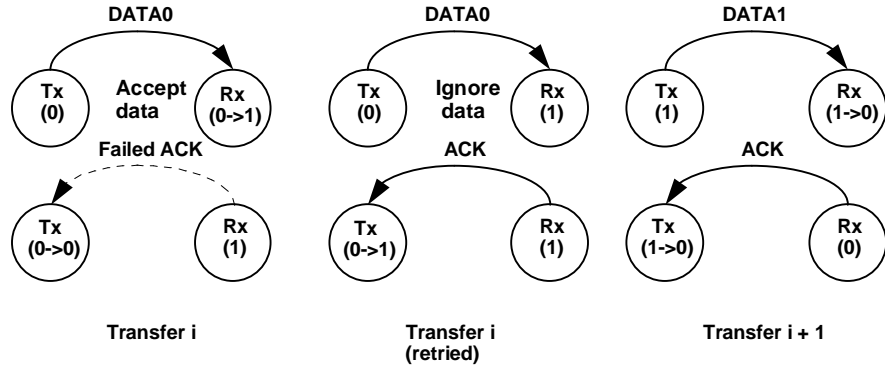 DATA0
Tx
(0)
Accept
data
Rx
(0->1)
Failed ACK
Tx
(0->0)
Rx
(1)
Transfer i
DATA0
Tx
(0)
Ignore
data
Rx
(1)
ACK
Tx
(0->1)
Rx
(1)
Transfer i
(retried)
DATA1
Tx
(1)
Rx
(1->0)
ACK
Tx
(1->0)
Rx
(0)
Transfer i + 1